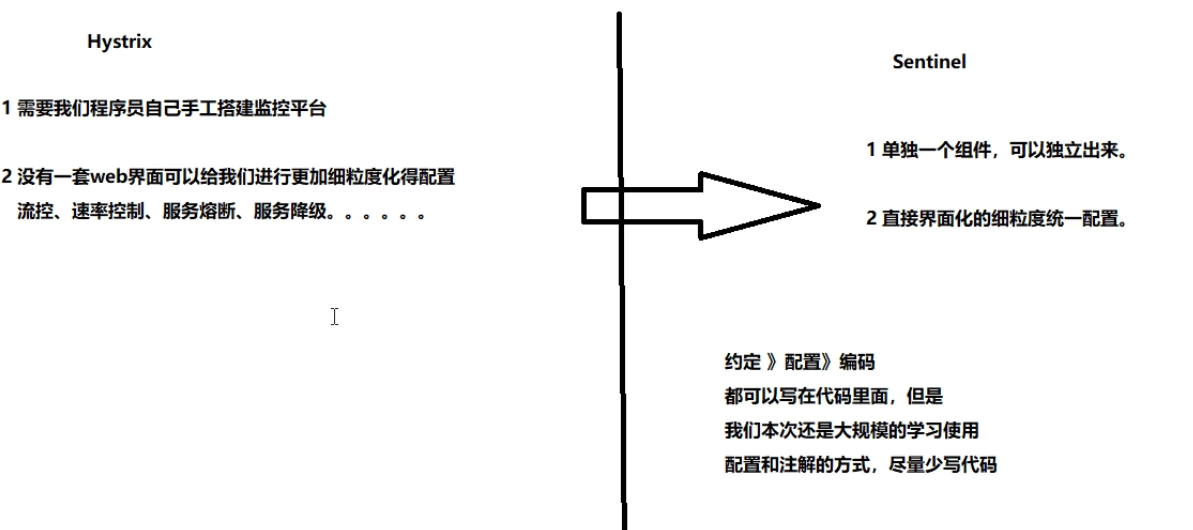 Hystrix
1 需要我们程序员自己手工搭建监控平台
2 没有一套web界面可以给我们进行更加细粒度化得配置
流控、速率控制、服务熔断、服务降级。。。。。。
Sentinel
1 单独一个组件，可以独立出来。
2 直接界面化的细粒度统一配置。
约定 》配置》编码
都可以写在代码里面，但是
我们本次还是大规模的学习使用
配置和注解的方式，尽量少写代码